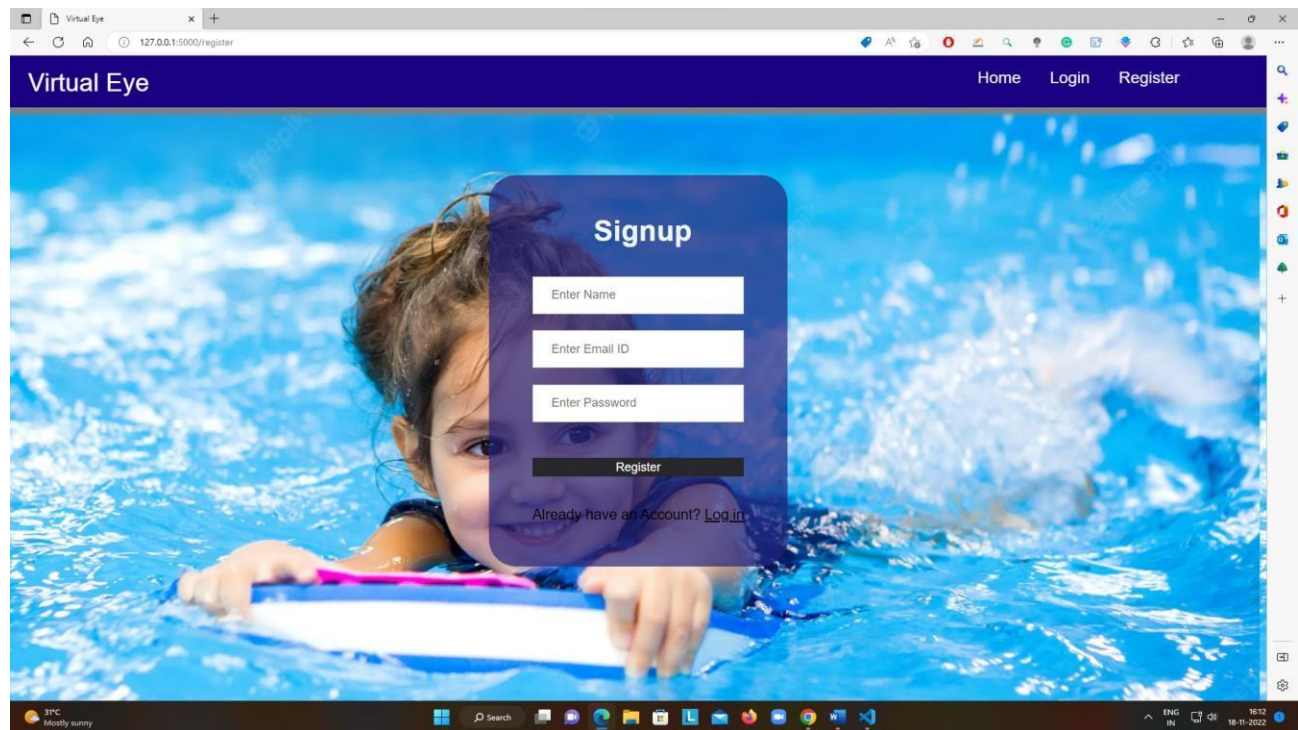 Virtual Eye
127.0.0.1:5000/register
Virtual Eye
Home Login Register
Signup
Enter Name
Enter Email ID
Enter Password
Register
Already have an Account? Log in
freepik
31°C
Mostly sunny
Search
ENG
IN
16:12
18-11-2022